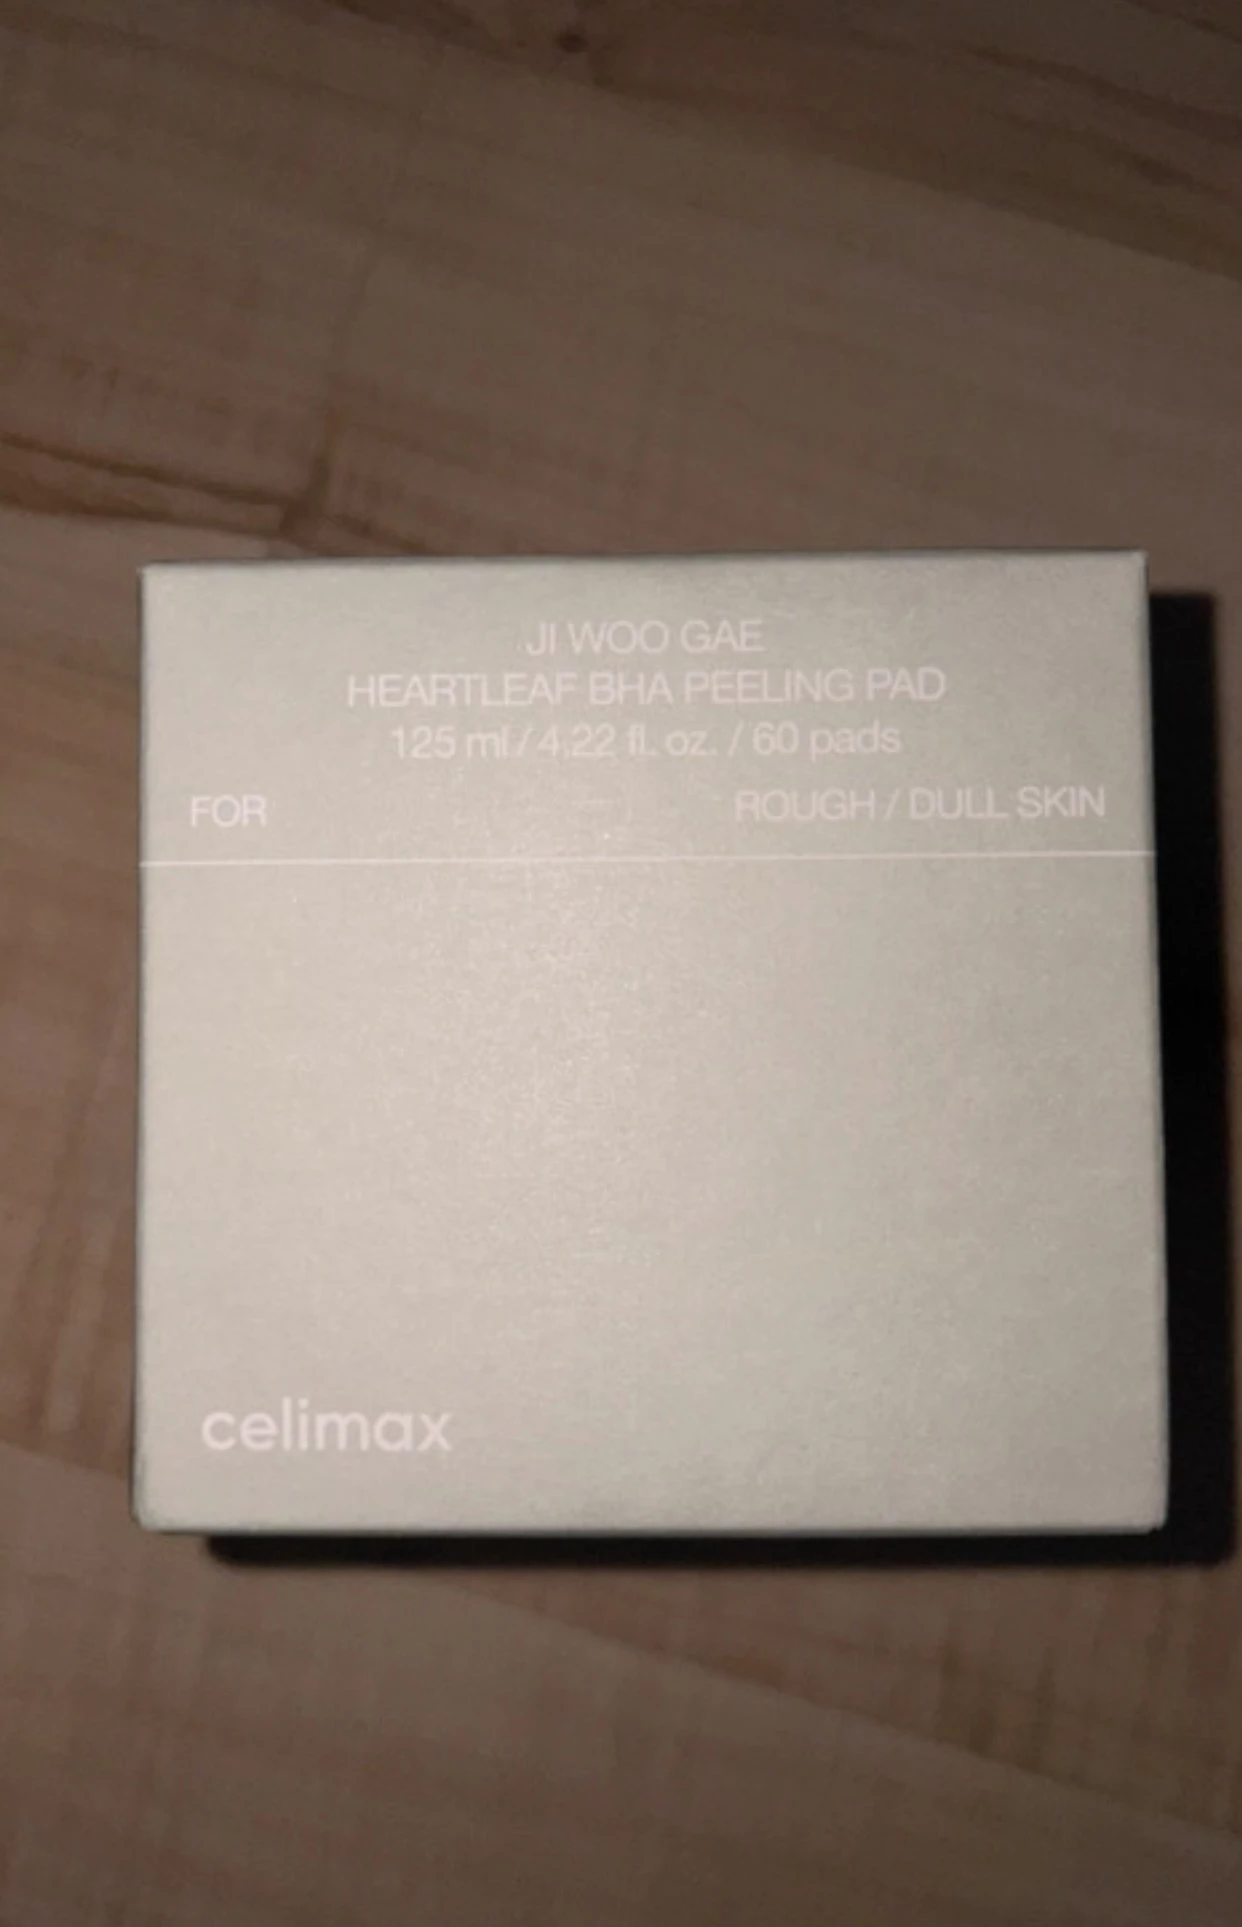 JI WOO GAE
HEARTLEAF BHA PEELING PAD
125 ml / 4.22 fl. oz. / 60 pads
FOR ROUGH / DULL SKIN
celimax